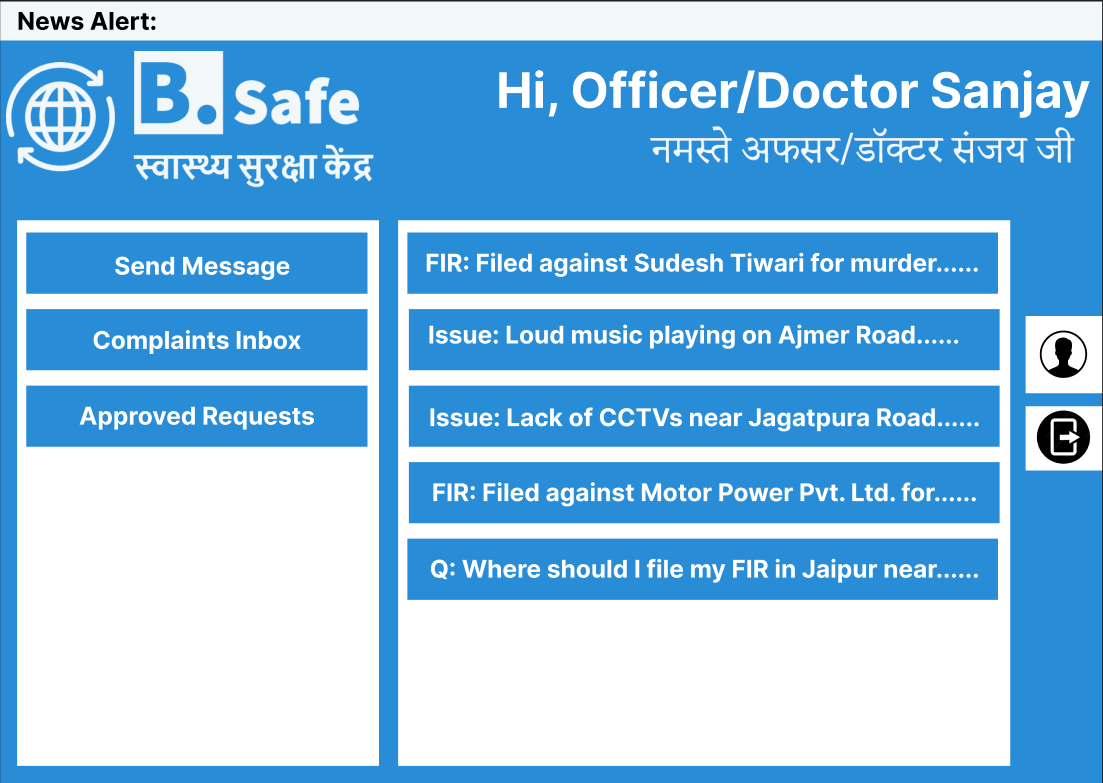 News Alert:
B. Safe
स्वास्थ्य सुरक्षा केंद्र
Hi, Officer/Doctor Sanjay
नमस्ते अफसर/डॉक्टर संजय जी
Send Message
Complaints Inbox
Approved Requests
FIR: Filed against Sudesh Tiwari for murder......
Issue: Loud music playing on Ajmer Road......
Issue: Lack of CCTVs near Jagatpura Road......
FIR: Filed against Motor Power Pvt. Ltd. for......
Q: Where should I file my FIR in Jaipur near......